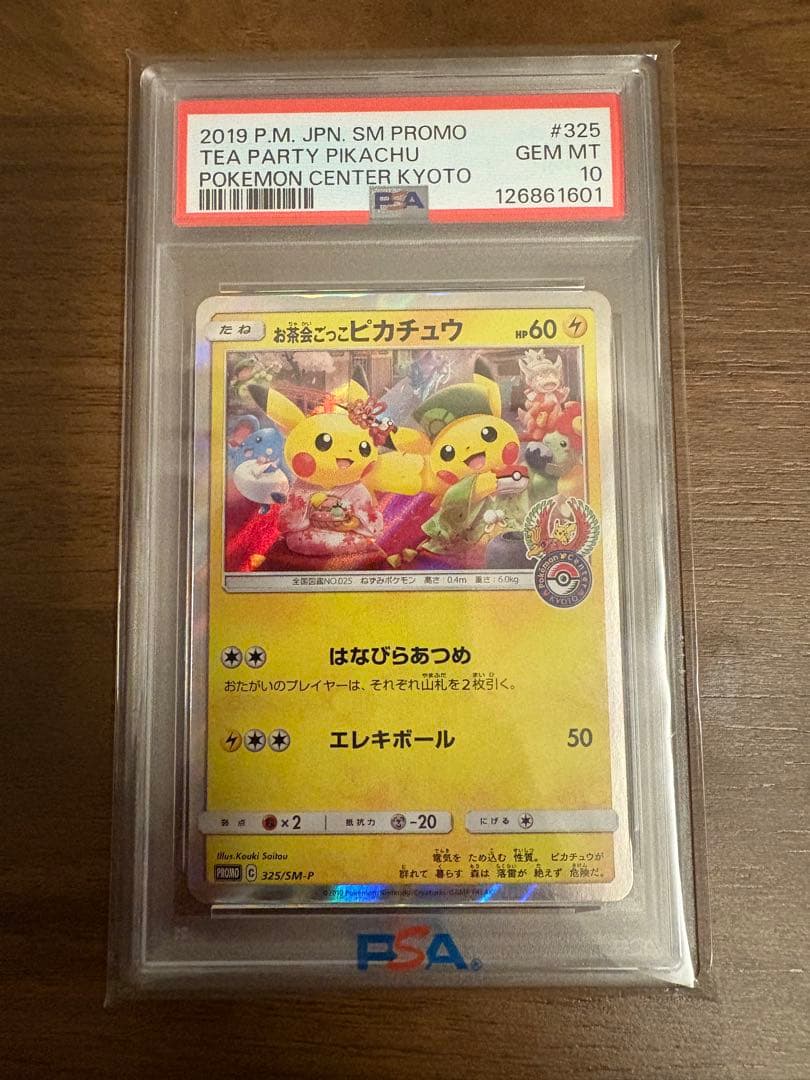 2019 P.M. JPN. SM PROMO #325
TEA PARTY PIKACHU GEM MT
POKEMON CENTER KYOTO 10
PSA 126861601
たね お茶会ごっこピカチュウ HP60
Pokémon Center
KYOTO
全国図鑑NO.025 ねずみポケモン 高さ:0.4m 重さ:6.0kg
はなびらあつめ
おたがいのプレイヤーは、それぞれ山札を2枚引く。
エレキボール 50
弱点 ×2 抵抗力 -20 にげる
Illus.Kouki Saitou
電気を ため込む 性質。 ピカチュウが
群れて 暮らす 森は 落雷が 絶えず 危険だ。
PROMO C 325/SM-P
PSA